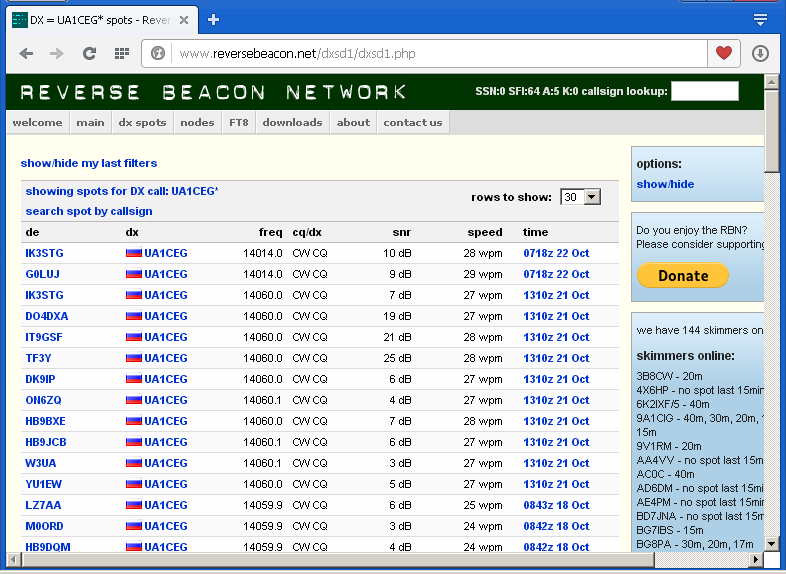 DX = UA1CEG* spots - Rever
www.reversebeacon.net/dxsd1/dxsd1.php
REVERSE BEACON NETWORK
SSN:0 SFI:64 A:5 K:0 callsign lookup:
welcome main dx spots nodes FT8 downloads about contact us
show/hide my last filters
showing spots for DX call: UA1CEG*
search spot by callsign
rows to show: 30
de dx freq cq/dx snr speed time
IK3STG UA1CEG 14014.0 CW CQ 10 dB 28 wpm 0718z 22 Oct
G0LUJ UA1CEG 14014.0 CW CQ 9 dB 29 wpm 0718z 22 Oct
IK3STG UA1CEG 14060.0 CW CQ 7 dB 27 wpm 1310z 21 Oct
DO4DXA UA1CEG 14060.0 CW CQ 19 dB 27 wpm 1310z 21 Oct
IT9GSF UA1CEG 14060.0 CW CQ 21 dB 28 wpm 1310z 21 Oct
TF3Y UA1CEG 14060.0 CW CQ 25 dB 28 wpm 1310z 21 Oct
DK9IP UA1CEG 14060.0 CW CQ 6 dB 27 wpm 1310z 21 Oct
ON6ZQ UA1CEG 14060.1 CW CQ 4 dB 27 wpm 1310z 21 Oct
HB9BXE UA1CEG 14060.0 CW CQ 7 dB 28 wpm 1310z 21 Oct
HB9JCB UA1CEG 14060.1 CW CQ 6 dB 27 wpm 1310z 21 Oct
W3UA UA1CEG 14060.1 CW CQ 3 dB 27 wpm 1310z 21 Oct
YU1EW UA1CEG 14060.0 CW CQ 5 dB 27 wpm 1310z 21 Oct
LZ7AA UA1CEG 14059.9 CW CQ 6 dB 25 wpm 0843z 18 Oct
M0ORD UA1CEG 14059.9 CW CQ 3 dB 24 wpm 0842z 18 Oct
HB9DQM UA1CEG 14059.9 CW CQ 4 dB 24 wpm 0842z 18 Oct
options:
show/hide
Do you enjoy the RBN?
Please consider supporting
Donate
we have 144 skimmers on
skimmers online:
3B8CW - 20m
4X6HP - no spot last 15min
6K2IXF/5 - 40m
9A1CIG - 40m, 30m, 20m, 1
15m
9V1RM - 20m
AA4VV - no spot last 15mi
AC0C - 40m
AD6DM - no spot last 15mi
AE4PM - no spot last 15min
BD7JNA - no spot last 15m
BG7IBS - 15m
BG8PA - 30m, 20m, 17m